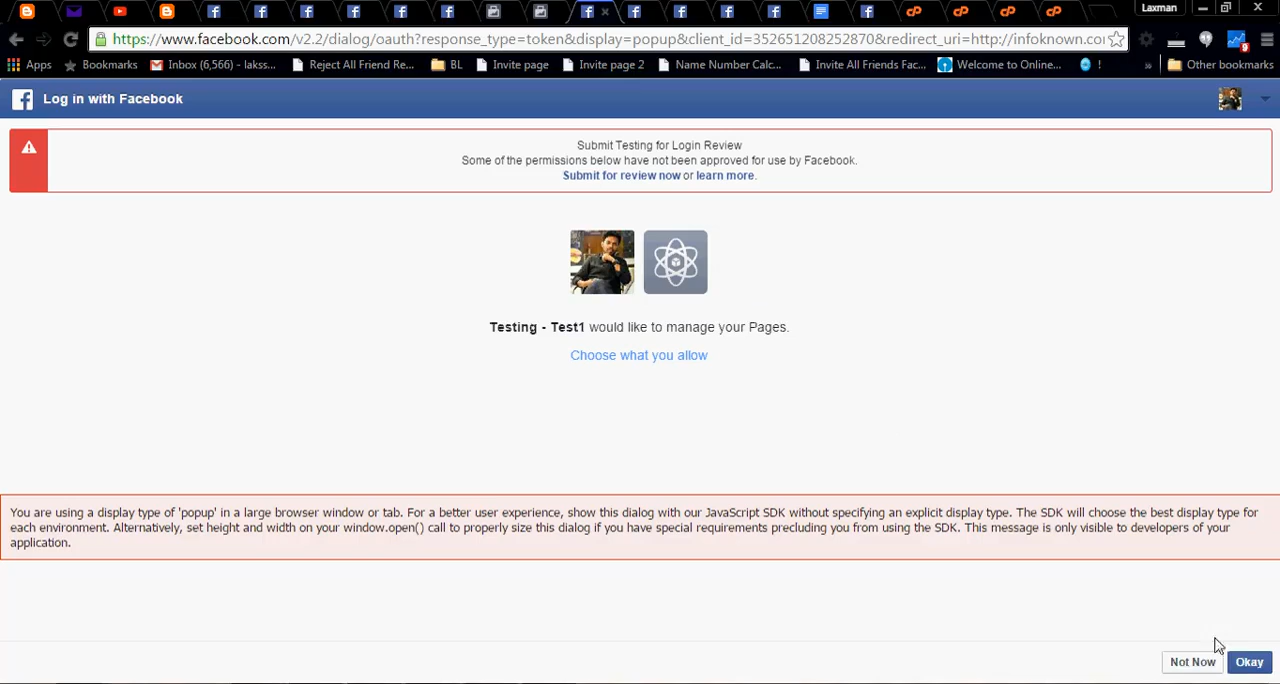 Laxman
https://www.facebook.com/v2.2/dialog/oauth?response_type=token&display=popup&client_id=352651208252870&redirect_uri=http://infoknown.co
Apps
Bookmarks
Inbox (6,566) - lakss...
Reject All Friend Re...
BL
Invite page
Invite page 2
Name Number Calc...
Invite All Friends Fac...
Welcome to Online...
!
»
Other bookmarks
9
Log in with Facebook
Submit Testing for Login Review
Some of the permissions below have not been approved for use by Facebook.
Submit for review now or learn more.
Testing - Test1 would like to manage your Pages.
Choose what you allow
You are using a display type of 'popup' in a large browser window or tab. For a better user experience, show this dialog with our JavaScript SDK without specifying an explicit display type. The SDK will choose the best display type for
each environment. Alternatively, set height and width on your window.open() call to properly size this dialog if you have special requirements precluding you from using the SDK. This message is only visible to developers of your
application.
Not Now
Okay